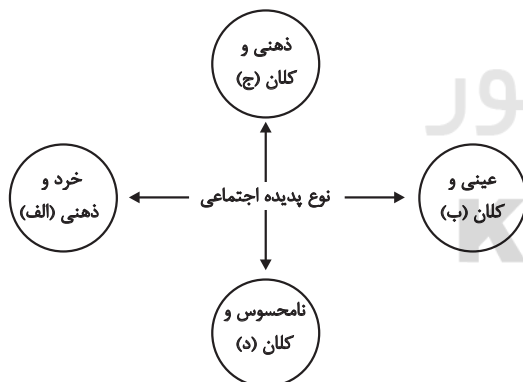 ذهنی و
کلان (ج)
عینی و
کلان (ب)
نوع پدیده اجتماعی
خرد و
ذهنی (الف)
نامحسوس و
کلان (د)